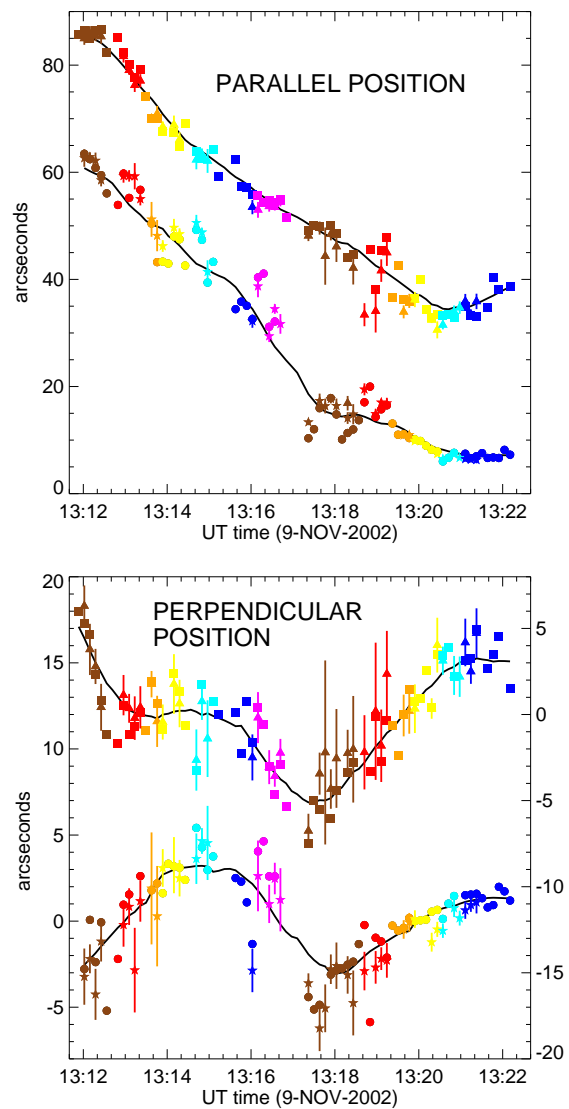 PARALLEL POSITION
80
60
40
20
0
arcseconds
13:12 13:14 13:16 13:18 13:20 13:22
UT time (9-NOV-2002)
PERPENDICULAR
POSITION
20
15
10
5
0
-5
arcseconds
5
0
-5
-10
-15
-20
13:12 13:14 13:16 13:18 13:20 13:22
UT time (9-NOV-2002)